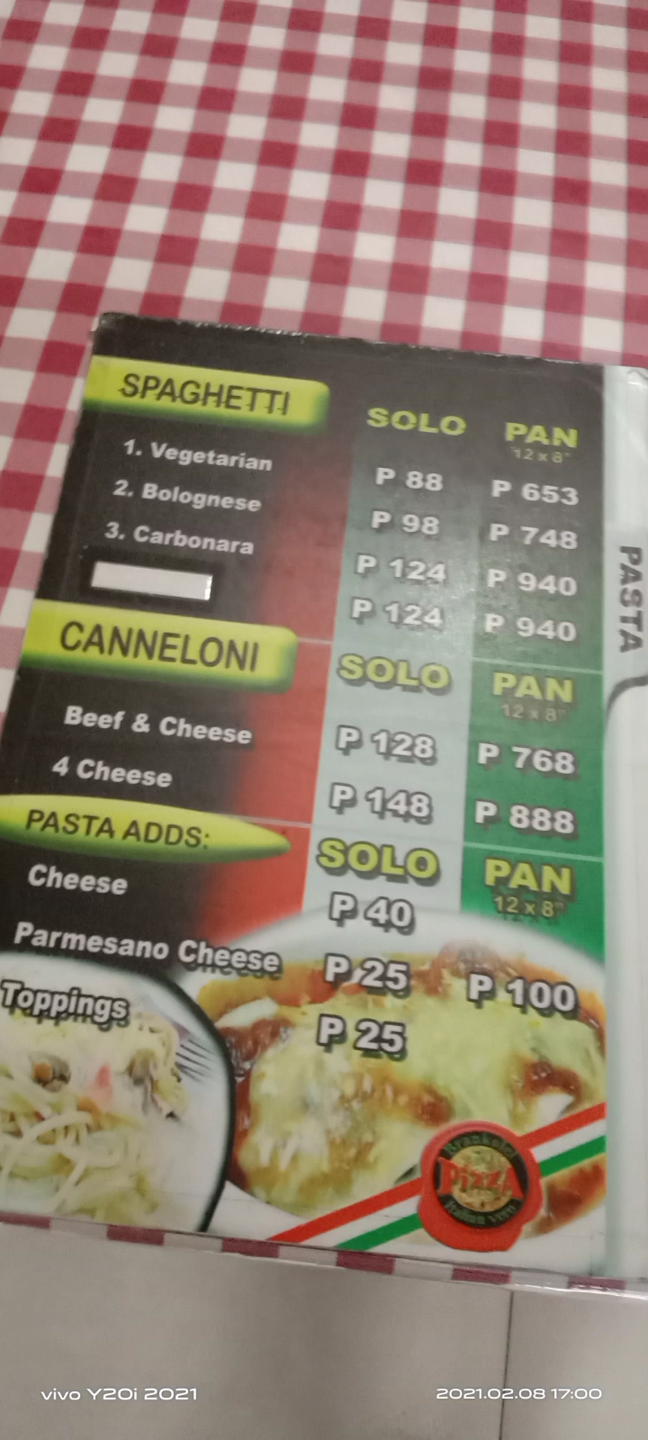 SPAGHETTI SOLO PAN
12 x 8"
1. Vegetarian P 88 P 653
2. Bolognese P 98 P 748
3. Carbonara P 124 P 940
P 124 P 940
CANNELONI SOLO PAN
12 x 8"
Beef & Cheese P 128 P 768
4 Cheese P 148 P 888
PASTA ADDS: SOLO PAN
12 x 8"
Cheese P 40
Parmesano Cheese P 25 P 100
Toppings P 25
PASTA
PizzA
vivo Y20i 2021 2021.02.08 17:00